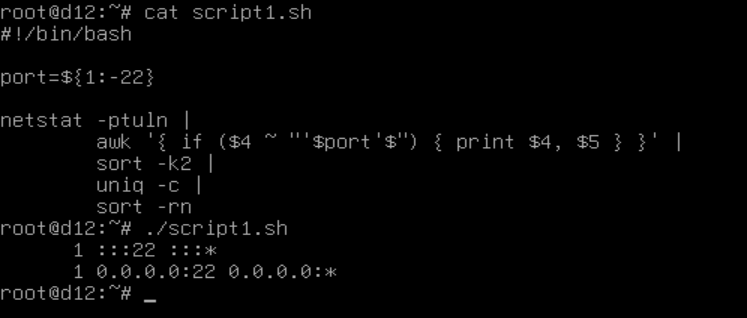 root@d12:~# cat script1.sh
#!/bin/bash

port=${1:-22}

netstat -ptuln |
        awk '{ if ($4 ~ "'$port'$") { print $4, $5 } }' |
        sort -k2 |
        uniq -c |
        sort -rn
root@d12:~# ./script1.sh
      1 :::22 :::*
      1 0.0.0.0:22 0.0.0.0:*
root@d12:~# _